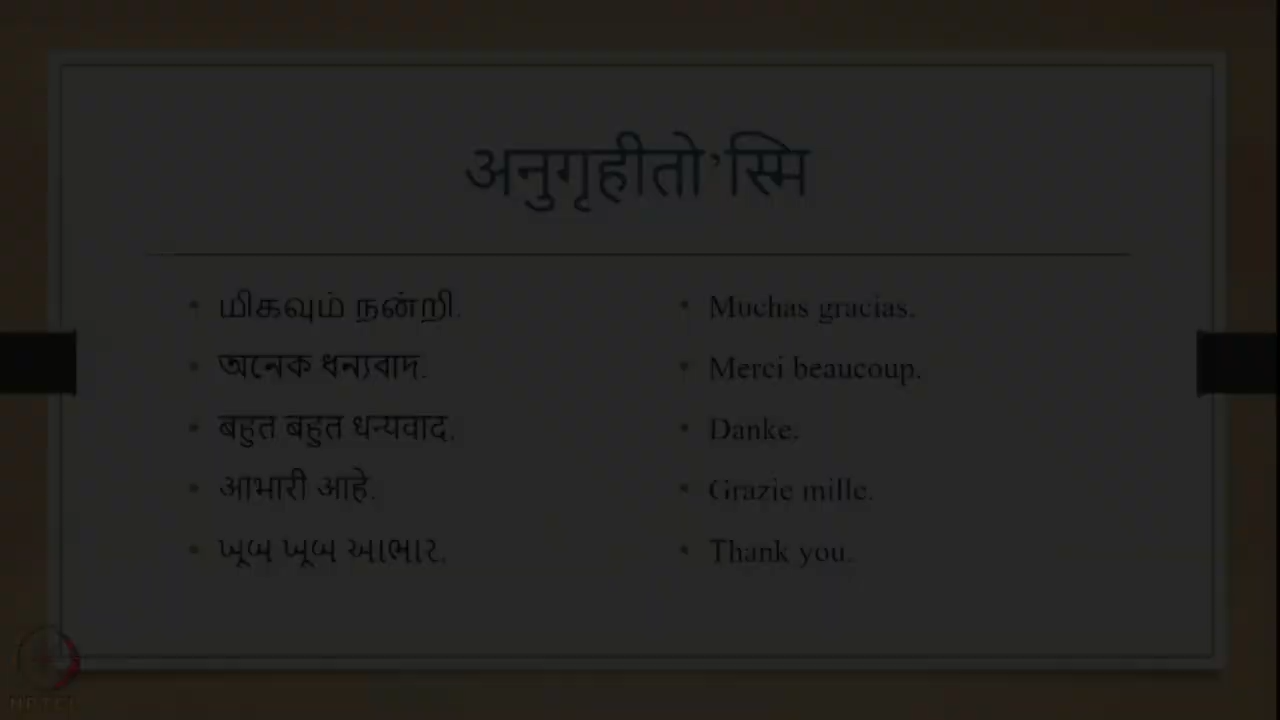 अनुगृहीतो’स्मि
மிகவும் நன்றி.
অনেক ধন্যবাদ.
बहुत बहुत धन्यवाद.
आभारी आहे.
ખૂબ ખૂબ આભાર.
Muchas gracias.
Merci beaucoup.
Danke.
Grazie mille.
Thank you.
NPTEL